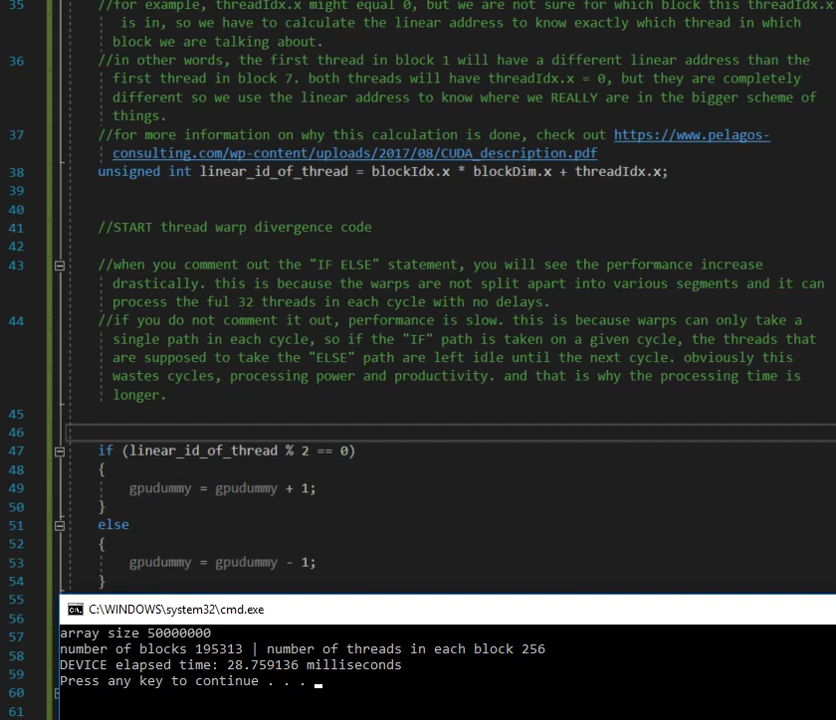 35 //for example, threadIdx.x might equal 0, but we are not sure for which block this threadIdx.x
is in, so we have to calculate the linear address to know exactly which thread in which
block we are talking about.
36 //in other words, the first thread in block 1 will have a different linear address than the
first thread in block 7. both threads will have threadIdx.x = 0, but they are completely
different so we use the linear address to know where we REALLY are in the bigger scheme of
things.
37 //for more information on why this calculation is done, check out https://www.pelagos-
consulting.com/wp-content/uploads/2017/08/CUDA_description.pdf
38 unsigned int linear_id_of_thread = blockIdx.x * blockDim.x + threadIdx.x;
39
40
41 //START thread warp divergence code
42
43 //when you comment out the "IF ELSE" statement, you will see the performance increase
drastically. this is because the warps are not split apart into various segments and it can
process the ful 32 threads in each cycle with no delays.
44 //if you do not comment it out, performance is slow. this is because warps can only take a
single path in each cycle, so if the "IF" path is taken on a given cycle, the threads that
are supposed to take the "ELSE" path are left idle until the next cycle. obviously this
wastes cycles, processing power and productivity. and that is why the processing time is
longer.
45
46
47 if (linear_id_of_thread % 2 == 0)
48 {
49 gpudummy = gpudummy + 1;
50 }
51 else
52 {
53 gpudummy = gpudummy - 1;
54 }
55
56 C:\WINDOWS\system32\cmd.exe
57 array size 50000000
58 number of blocks 195313 | number of threads in each block 256
59 DEVICE elapsed time: 28.759136 milliseconds
60 Press any key to continue . . .
61